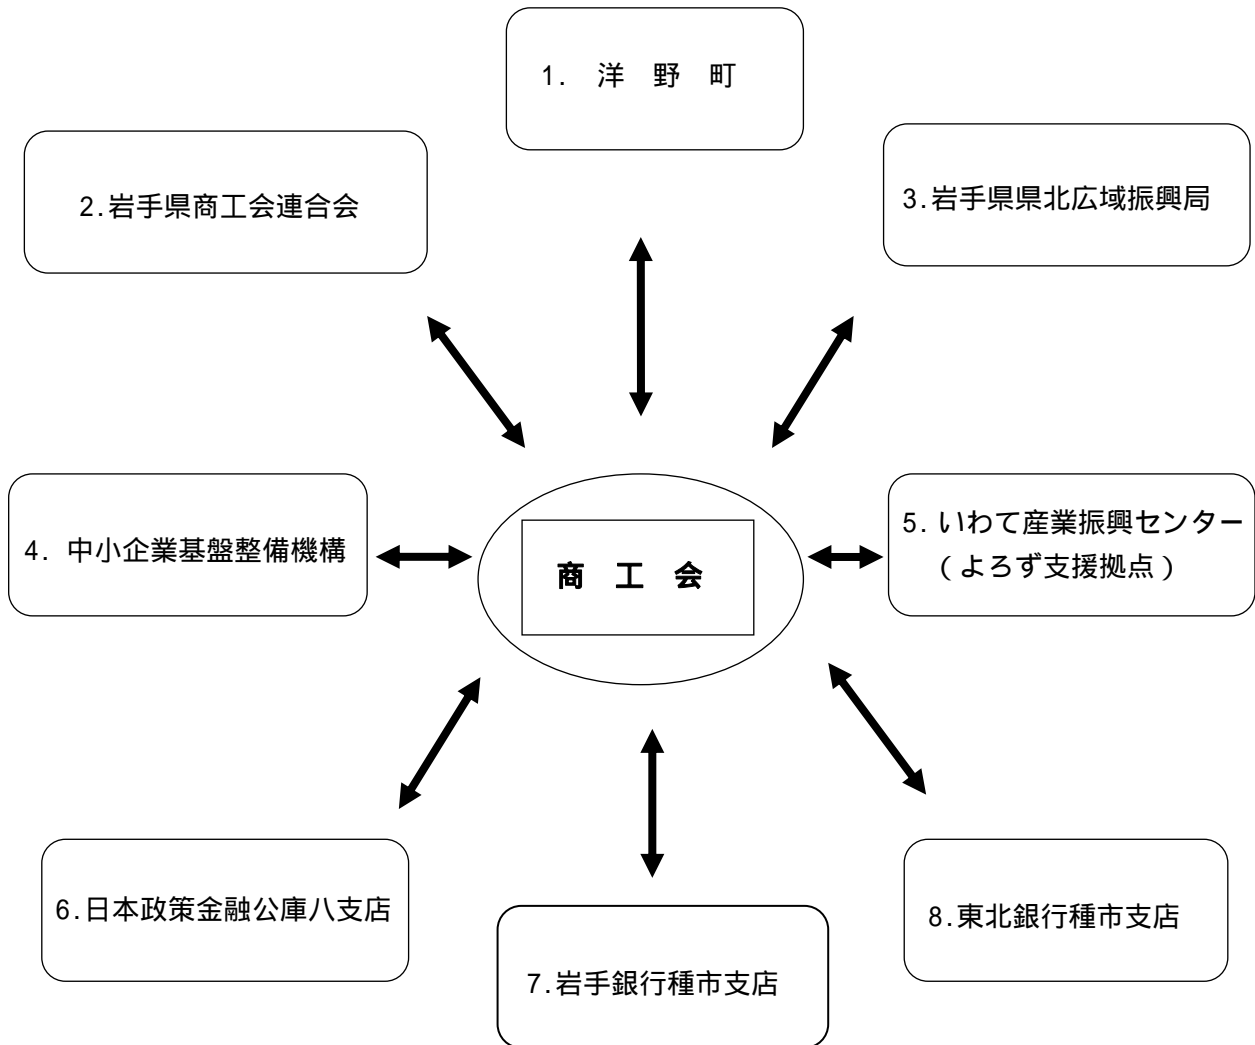 1. 洋 野 町
2.岩手県商工会連合会
3.岩手県県北広域振興局
4. 中小企業基盤整備機構
商 工 会
5. いわて産業振興センター
(よろず支援拠点)
6.日本政策金融公庫八支店
7.岩手銀行種市支店
8.東北銀行種市支店